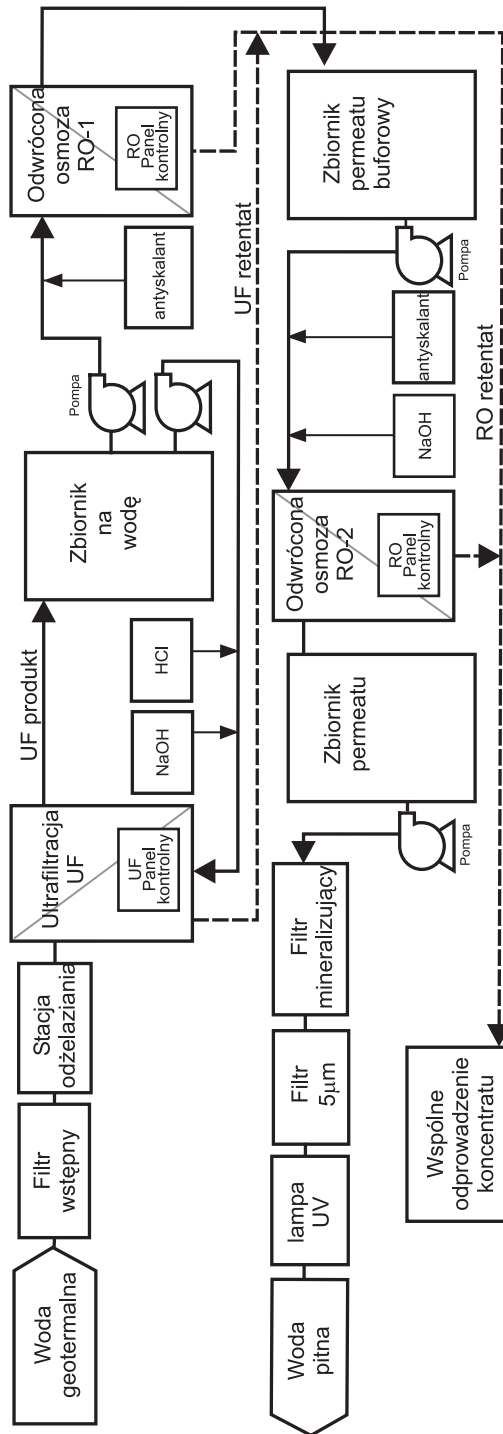 Woda
geotermalna
Filtr
wstępny
Stacja
odżelaziania
Ultrafiltracja
UF
UF
Panel
kontrolny
UF produkt
NaOH
HCl
Zbiornik
na
wodę
Pompa
antyskalant
Odwrócona
osmoza
RO-1
RO
Panel
kontrolny
UF retentat
Zbiornik
permeatu
buforowy
Pompa
antyskalant
NaOH
RO retentat
Odwrócona
osmoza
RO-2
RO
Panel
kontrolny
Zbiornik
permeatu
Pompa
Filtr
mineralizujący
Filtr
5μm
lampa
UV
Woda
pitna
Wspólne
odprowadzenie
koncentratu